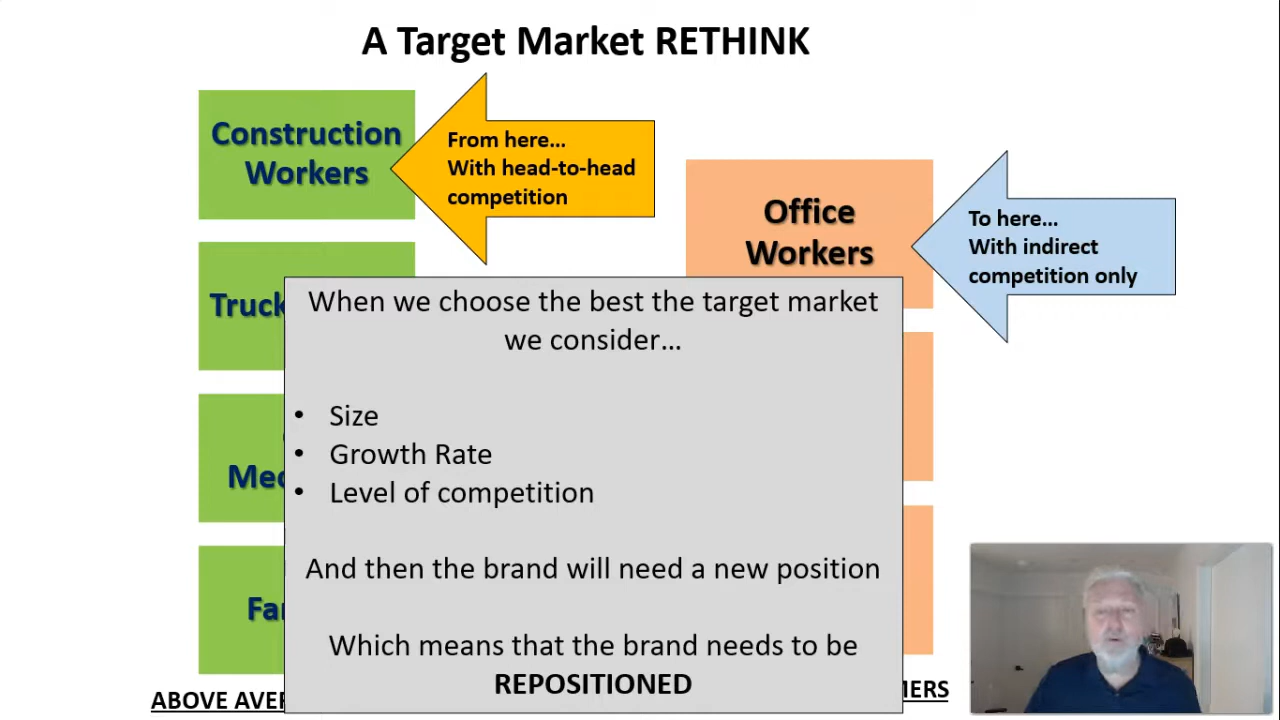 A Target Market RETHINK
Construction
Workers
From here...
With head-to-head
competition
Office
Workers
To here...
With indirect
competition only
When we choose the best the target market
we consider...
• Size
• Growth Rate
• Level of competition
And then the brand will need a new position
Which means that the brand needs to be
REPOSITIONED
Truck